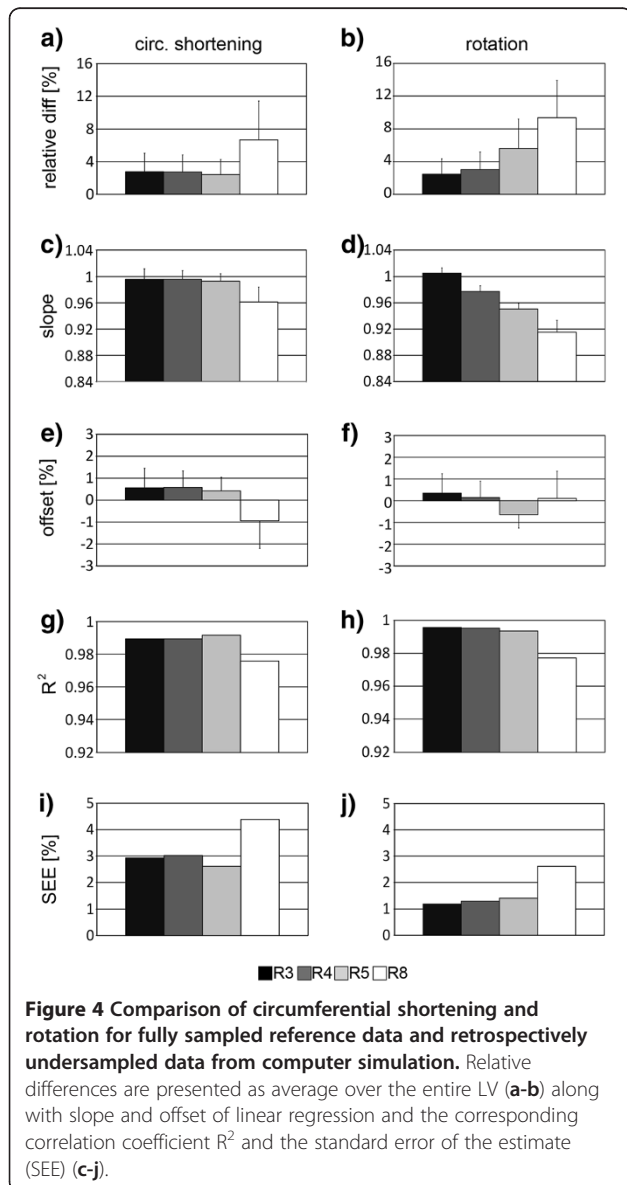 a) circ. shortening b) rotation
relative diff [%]
16 16
12 12
8 8
4 4
0 0
c) d)
slope
1.04 1.04
1 1
0.96 0.96
0.92 0.92
0.88 0.88
0.84 0.84
e) f)
offset [%]
3 3
2 2
1 1
0 0
-1 -1
-2 -2
-3 -3
g) h)
R²
1 1
0.98 0.98
0.96 0.96
0.94 0.94
0.92 0.92
i) j)
SEE [%]
5 5
4 4
3 3
2 2
1 1
0 0
R3 R4 R5 R8
Figure 4 Comparison of circumferential shortening and
rotation for fully sampled reference data and retrospectively
undersampled data from computer simulation. Relative
differences are presented as average over the entire LV (a-b) along
with slope and offset of linear regression and the corresponding
correlation coefficient R² and the standard error of the estimate
(SEE) (c-j).